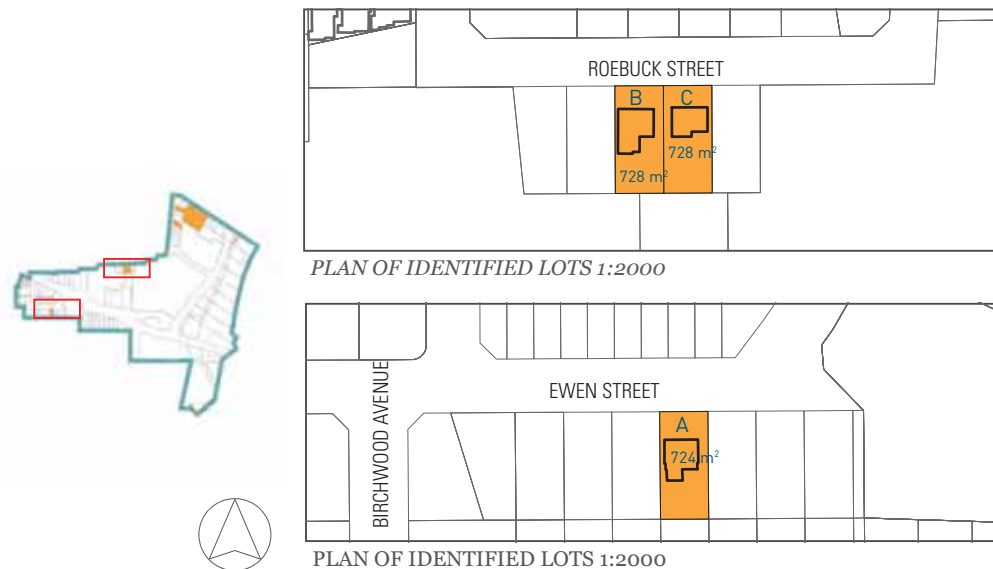 ROEBUCK STREET
B
C
728 m²
728 m²
PLAN OF IDENTIFIED LOTS 1:2000
BIRCHWOOD AVENUE
EWEN STREET
A
724 m²
PLAN OF IDENTIFIED LOTS 1:2000